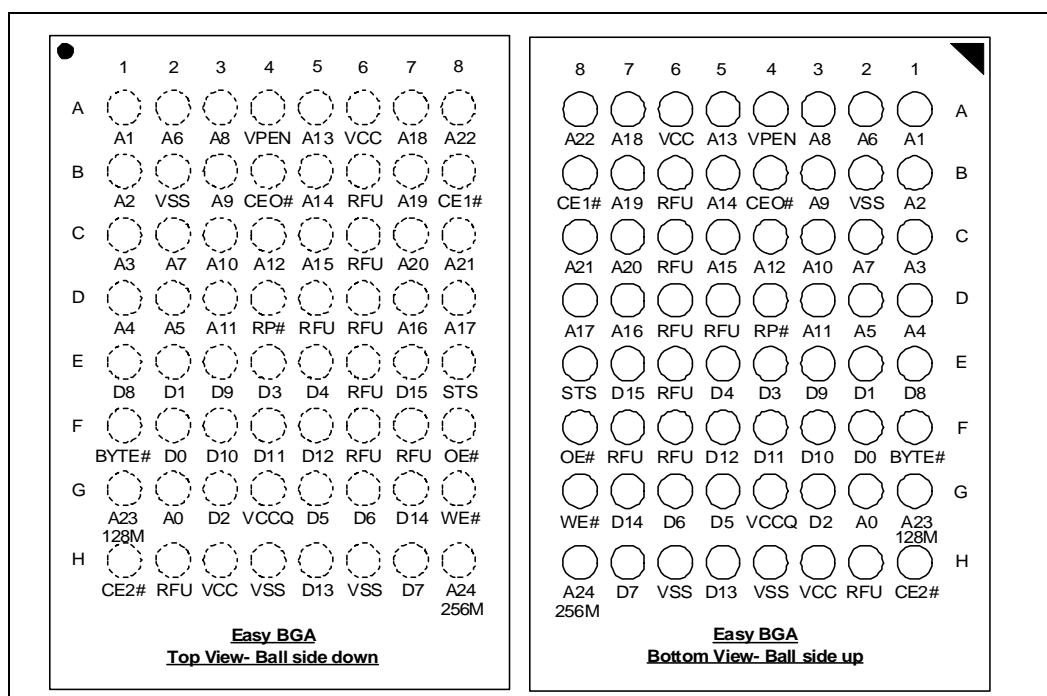 1 2 3 4 5 6 7 8
A
A1 A6 A8 VPEN A13 VCC A18 A22
B
A2 VSS A9 CEO# A14 RFU A19 CE1#
C
A3 A7 A10 A12 A15 RFU A20 A21
D
A4 A5 A11 RP# RFU RFU A16 A17
E
D8 D1 D9 D3 D4 RFU D15 STS
F
BYTE# D0 D10 D11 D12 RFU RFU OE#
G
A23 A0 D2 VCCQ D5 D6 D14 WE#
128M
H
CE2# RFU VCC VSS D13 VSS D7 A24
256M
Easy BGA
Top View- Ball side down
8 7 6 5 4 3 2 1
A
A22 A18 VCC A13 VPEN A8 A6 A1
B
CE1# A19 RFU A14 CEO# A9 VSS A2
C
A21 A20 RFU A15 A12 A10 A7 A3
D
A17 A16 RFU RFU RP# A11 A5 A4
E
STS D15 RFU D4 D3 D9 D1 D8
F
OE# RFU RFU D12 D11 D10 D0 BYTE#
G
WE# D14 D6 D5 VCCQ D2 A0 A23
128M
H
A24 D7 VSS D13 VSS VCC RFU CE2#
256M
Easy BGA
Bottom View- Ball side up